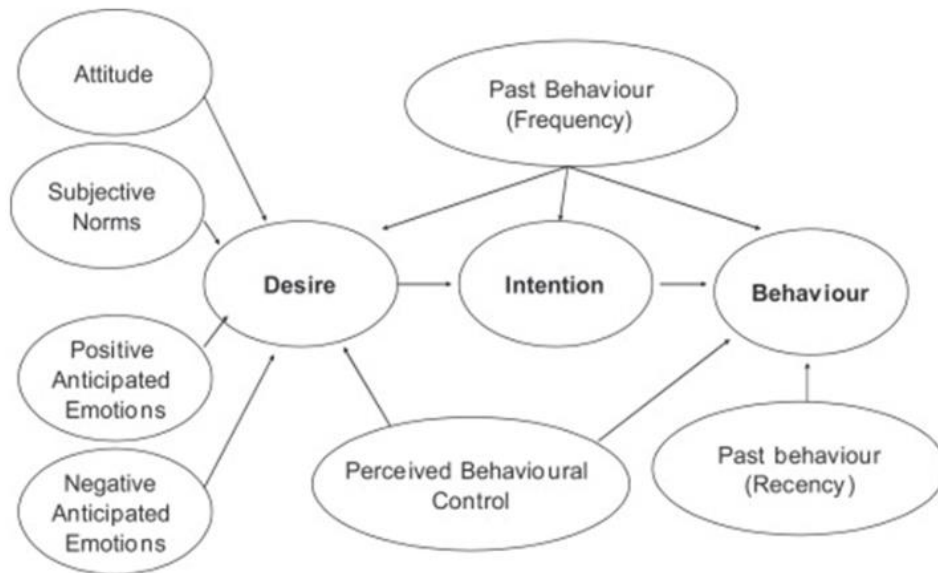 Attitude
Past Behaviour
(Frequency)
Subjective
Norms
Desire
Intention
Behaviour
Positive
Anticipated
Emotions
Negative
Anticipated
Emotions
Perceived Behavioural
Control
Past behaviour
(Recency)